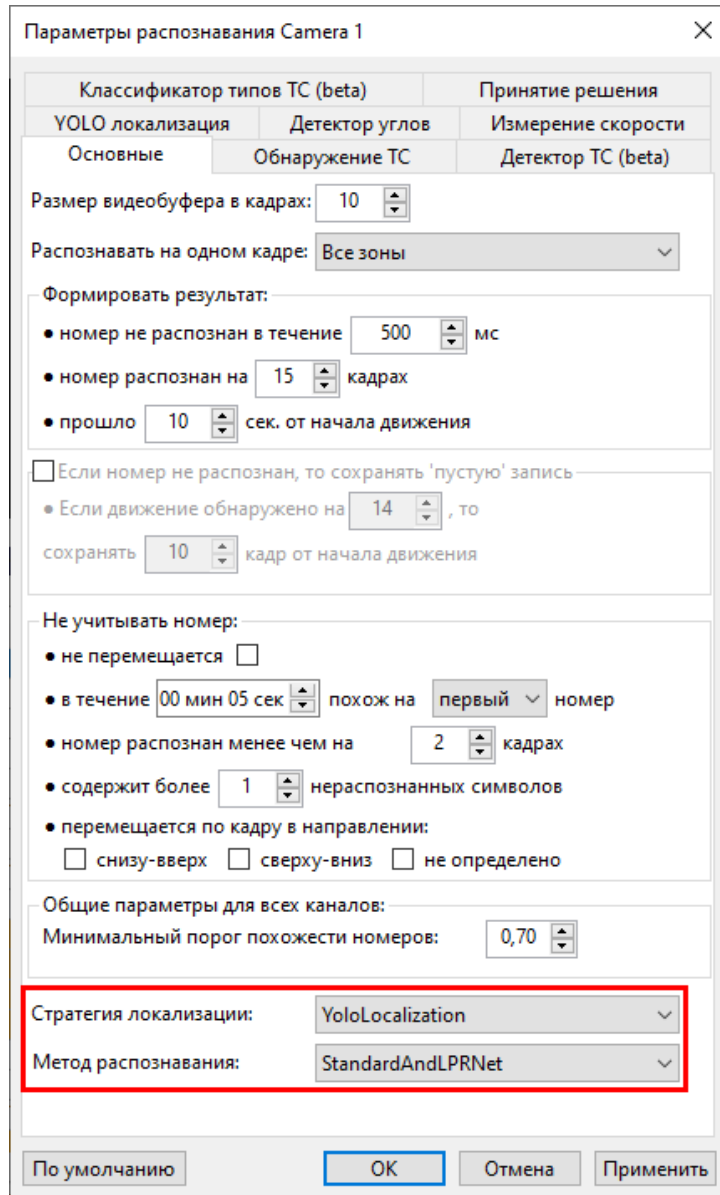 Параметры распознавания Camera 1
Классификатор типов ТС (beta) Принятие решения
YOLO локализация Детектор углов Измерение скорости
Основные Обнаружение ТС Детектор ТС (beta)
Размер видеобуфера в кадрах: 10
Распознавать на одном кадре: Все зоны
Формировать результат:
• номер не распознан в течение 500 мс
• номер распознан на 15 кадрах
• прошло 10 сек. от начала движения
Если номер не распознан, то сохранять 'пустую' запись
• Если движение обнаружено на 14 , то
сохранять 10 кадр от начала движения
Не учитывать номер:
• не перемещается
• в течение 00 мин 05 сек похож на первый номер
• номер распознан менее чем на 2 кадрах
• содержит более 1 нераспознанных символов
• перемещается по кадру в направлении:
снизу-вверх сверху-вниз не определено
Общие параметры для всех каналов:
Минимальный порог похожести номеров: 0,70
Стратегия локализации: YoloLocalization
Метод распознавания: StandardAndLPRNet
По умолчанию OK Отмена Применить